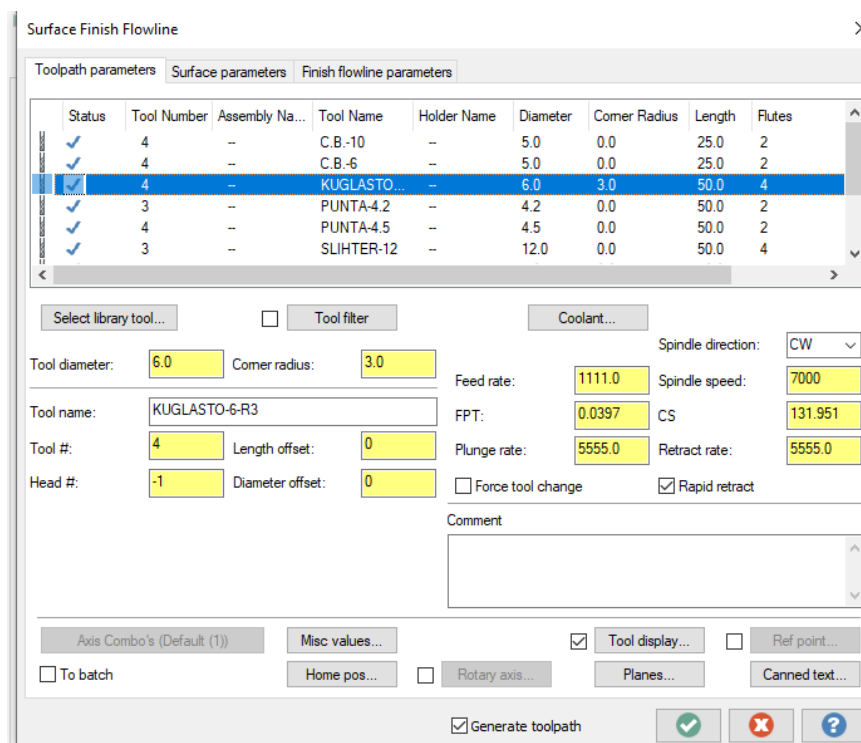 Surface Finish Flowline
Toolpath parameters Surface parameters Finish flowline parameters
Status Tool Number Assembly Na... Tool Name Holder Name Diameter Corner Radius Length Flutes
4 -- C.B.-10 -- 5.0 0.0 25.0 2
4 -- C.B.-6 -- 5.0 0.0 25.0 2
4 -- KUGLASTO... -- 6.0 3.0 50.0 4
3 -- PUNTA-4.2 -- 4.2 0.0 50.0 2
4 -- PUNTA-4.5 -- 4.5 0.0 50.0 2
3 -- SLIHTER-12 -- 12.0 0.0 50.0 4
Select library tool... Tool filter Coolant...
Spindle direction: CW
Tool diameter: 6.0 Corner radius: 3.0
Feed rate: 1111.0 Spindle speed: 7000
Tool name: KUGLASTO-6-R3
FPT: 0.0397 CS 131.951
Tool #: 4 Length offset: 0
Plunge rate: 5555.0 Retract rate: 5555.0
Head #: -1 Diameter offset: 0
Force tool change Rapid retract
Comment
Axis Combo's (Default (1)) Misc values... Tool display... Ref point...
To batch Home pos... Rotary axis... Planes... Canned text...
Generate toolpath